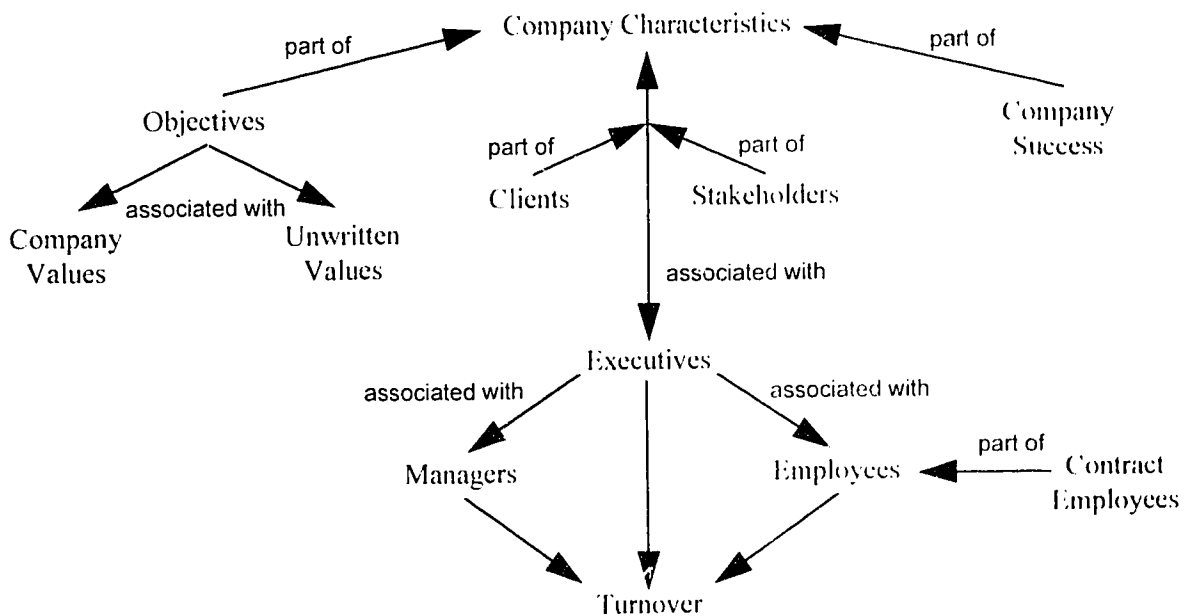 Company Characteristics
part of
part of
Objectives
Company
Success
part of
part of
Clients
Stakeholders
associated with
Company
Values
Unwritten
Values
associated with
Executives
associated with
associated with
Managers
Employees
part of
Contract
Employees
Turnover